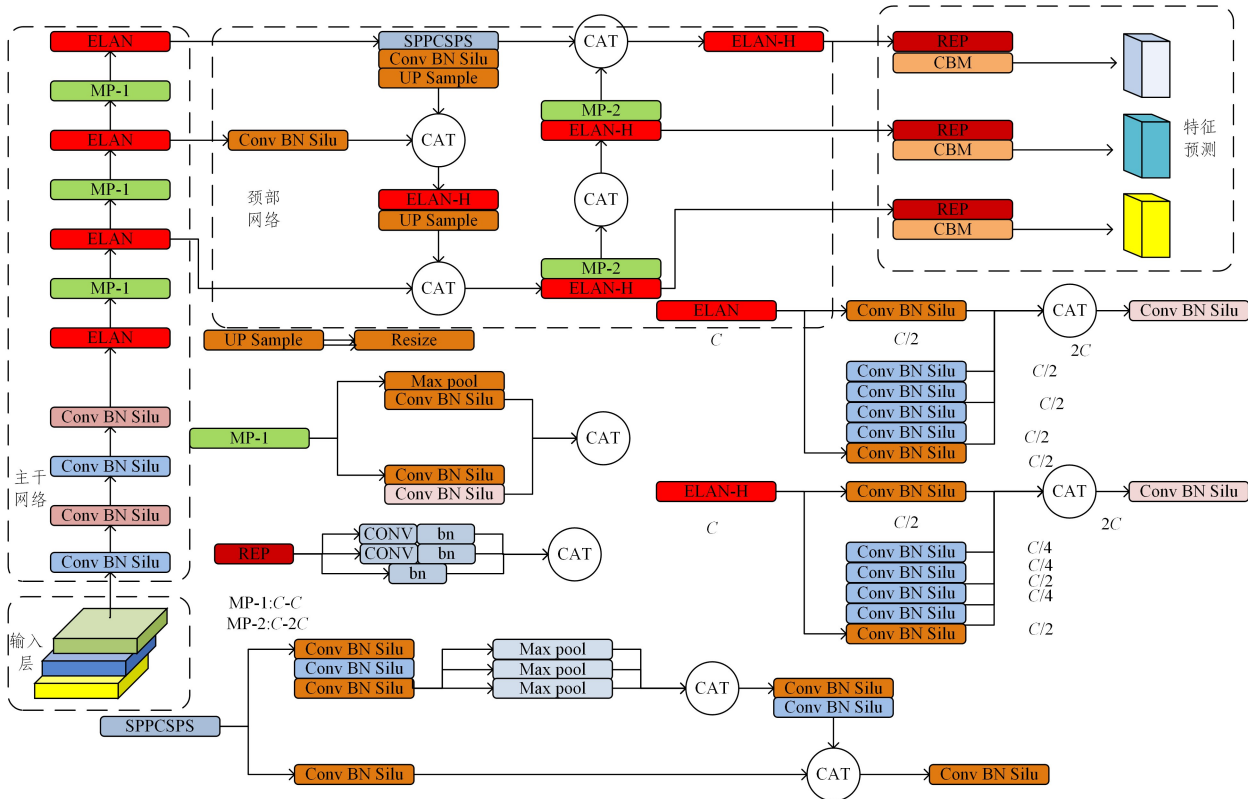 ELAN
MP-1
ELAN
MP-1
ELAN
MP-1
ELAN
Conv BN Silu
Conv BN Silu
Conv BN Silu
Conv BN Silu
主干
网络
输入
层
SPPCSPS
Conv BN Silu
UP Sample
CAT
Conv BN Silu
CAT
ELAN-H
UP Sample
CAT
颈部
网络
ELAN-H
MP-2
ELAN-H
CAT
MP-2
ELAN-H
REP
CBM
REP
CBM
REP
CBM
特征
预测
UP Sample
Resize
MP-1
Max pool
Conv BN Silu
Conv BN Silu
Conv BN Silu
CAT
REP
CONV
bn
CONV
bn
bn
CAT
MP-1:C-C
MP-2:C-2C
ELAN
C
Conv BN Silu
C/2
Conv BN Silu
Conv BN Silu
Conv BN Silu
Conv BN Silu
Conv BN Silu
CAT
2C
Conv BN Silu
C/2
C/2
C/2
C/2
ELAN-H
C
Conv BN Silu
C/2
Conv BN Silu
Conv BN Silu
Conv BN Silu
Conv BN Silu
Conv BN Silu
CAT
2C
Conv BN Silu
C/4
C/4
C/2
C/4
C/2
SPPCSPS
Conv BN Silu
Conv BN Silu
Conv BN Silu
Max pool
Max pool
Max pool
CAT
Conv BN Silu
Conv BN Silu
Conv BN Silu
CAT
Conv BN Silu